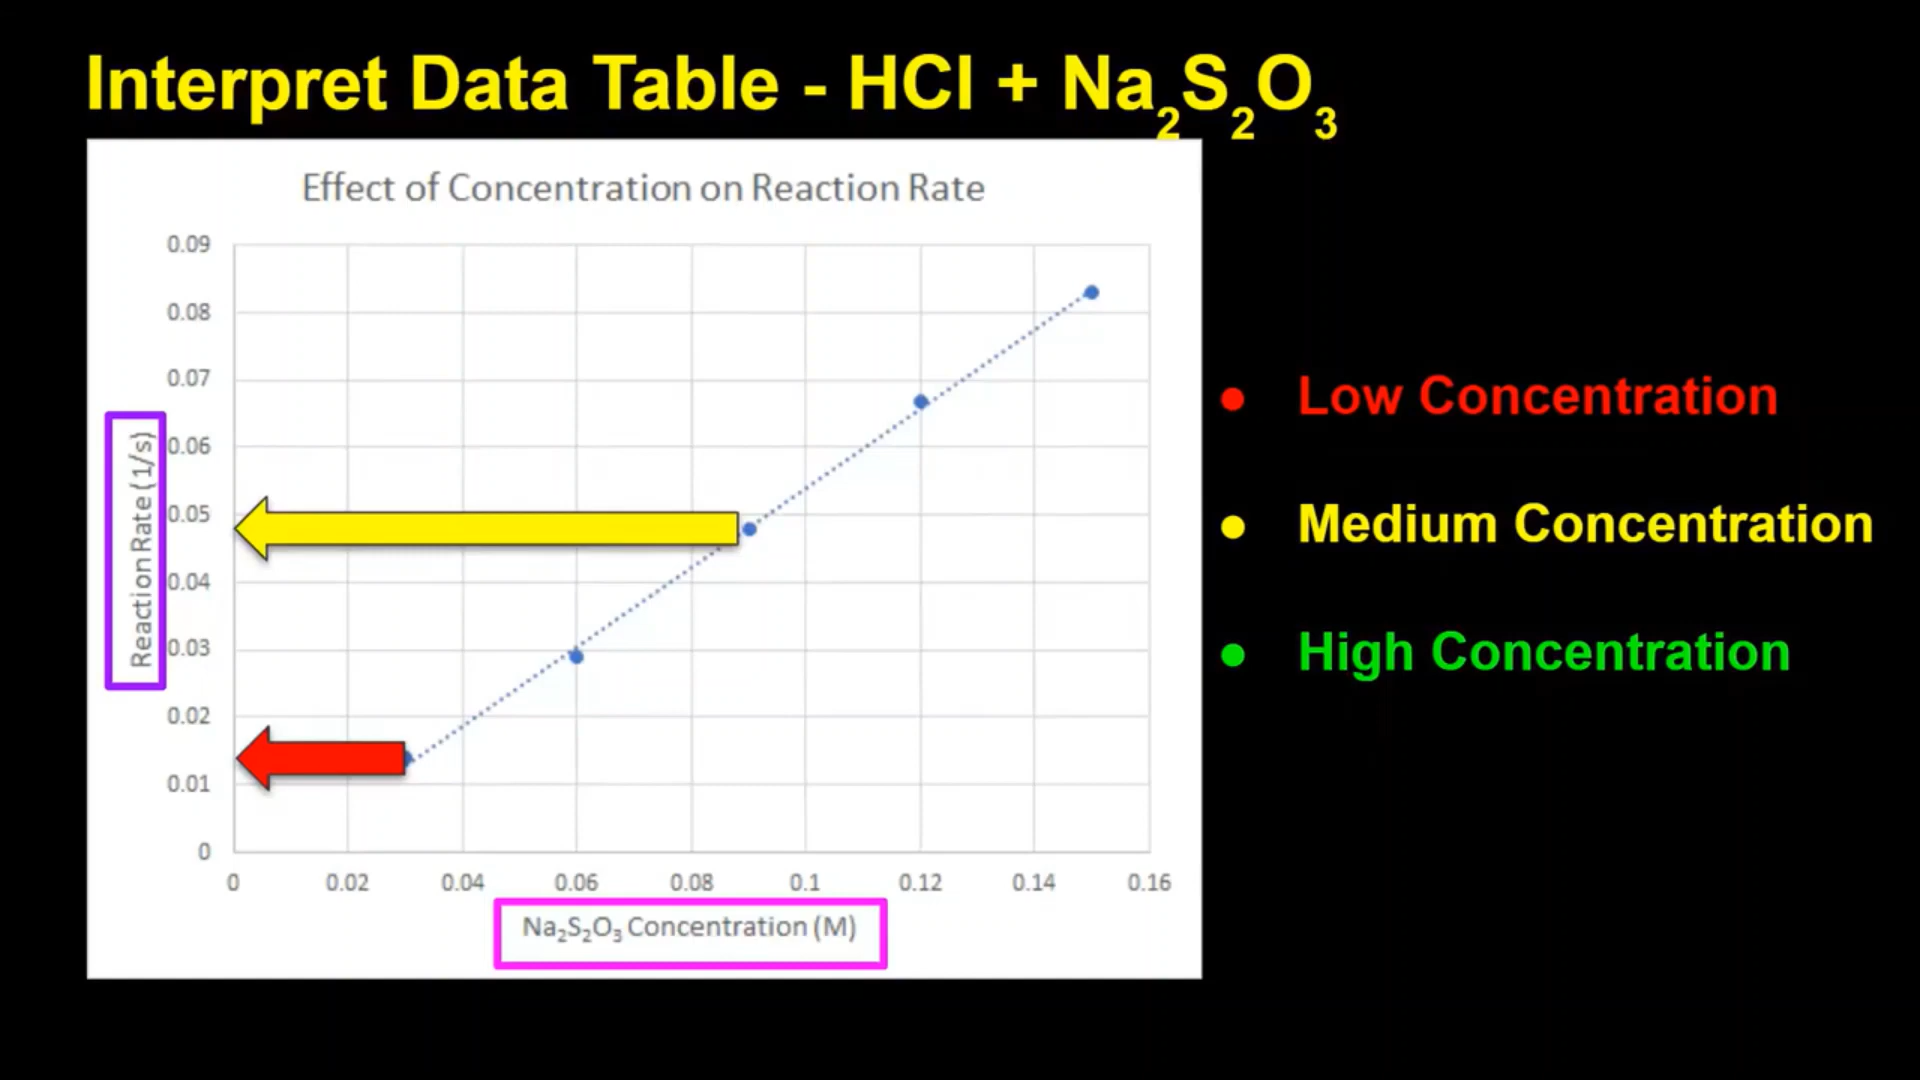 Interpret Data Table - HCl + Na₂S₂O₃
Effect of Concentration on Reaction Rate
0.09
0.08
0.07
0.06
0.05
0.04
0.03
0.02
0.01
0
Reaction Rate (1/s)
0 0.02 0.04 0.06 0.08 0.1 0.12 0.14 0.16
Na₂S₂O₃ Concentration (M)
● Low Concentration
● Medium Concentration
● High Concentration